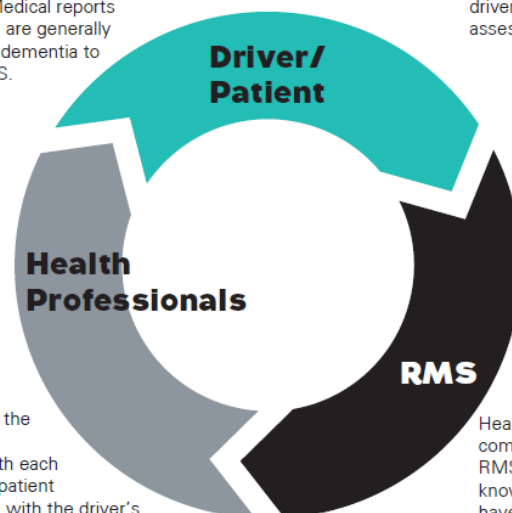 Medical reports
are generally
dementia to
S.
driver
asses
Driver/
Patient
Health
Professionals
RMS
the
th each
patient
with the driver's
Hea
com
RMS
know
have